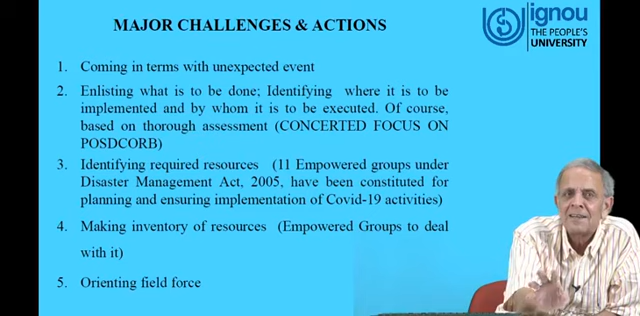 MAJOR CHALLENGES & ACTIONS
ignou
THE PEOPLE'S
UNIVERSITY
1. Coming in terms with unexpected event
2. Enlisting what is to be done; Identifying where it is to be
implemented and by whom it is to be executed. Of course,
based on thorough assessment (CONCERTED FOCUS ON
POSDCORB)
3. Identifying required resources (11 Empowered groups under
Disaster Management Act, 2005, have been constituted for
planning and ensuring implementation of Covid-19 activities)
4. Making inventory of resources (Empowered Groups to deal
with it)
5. Orienting field force